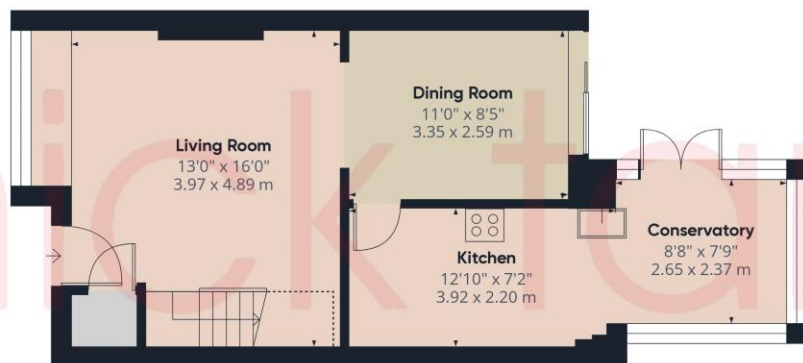 Living Room
13'0" x 16'0"
3.97 x 4.89 m
Dining Room
11'0" x 8'5"
3.35 x 2.59 m
Kitchen
12'10" x 7'2"
3.92 x 2.20 m
Conservatory
8'8" x 7'9"
2.65 x 2.37 m